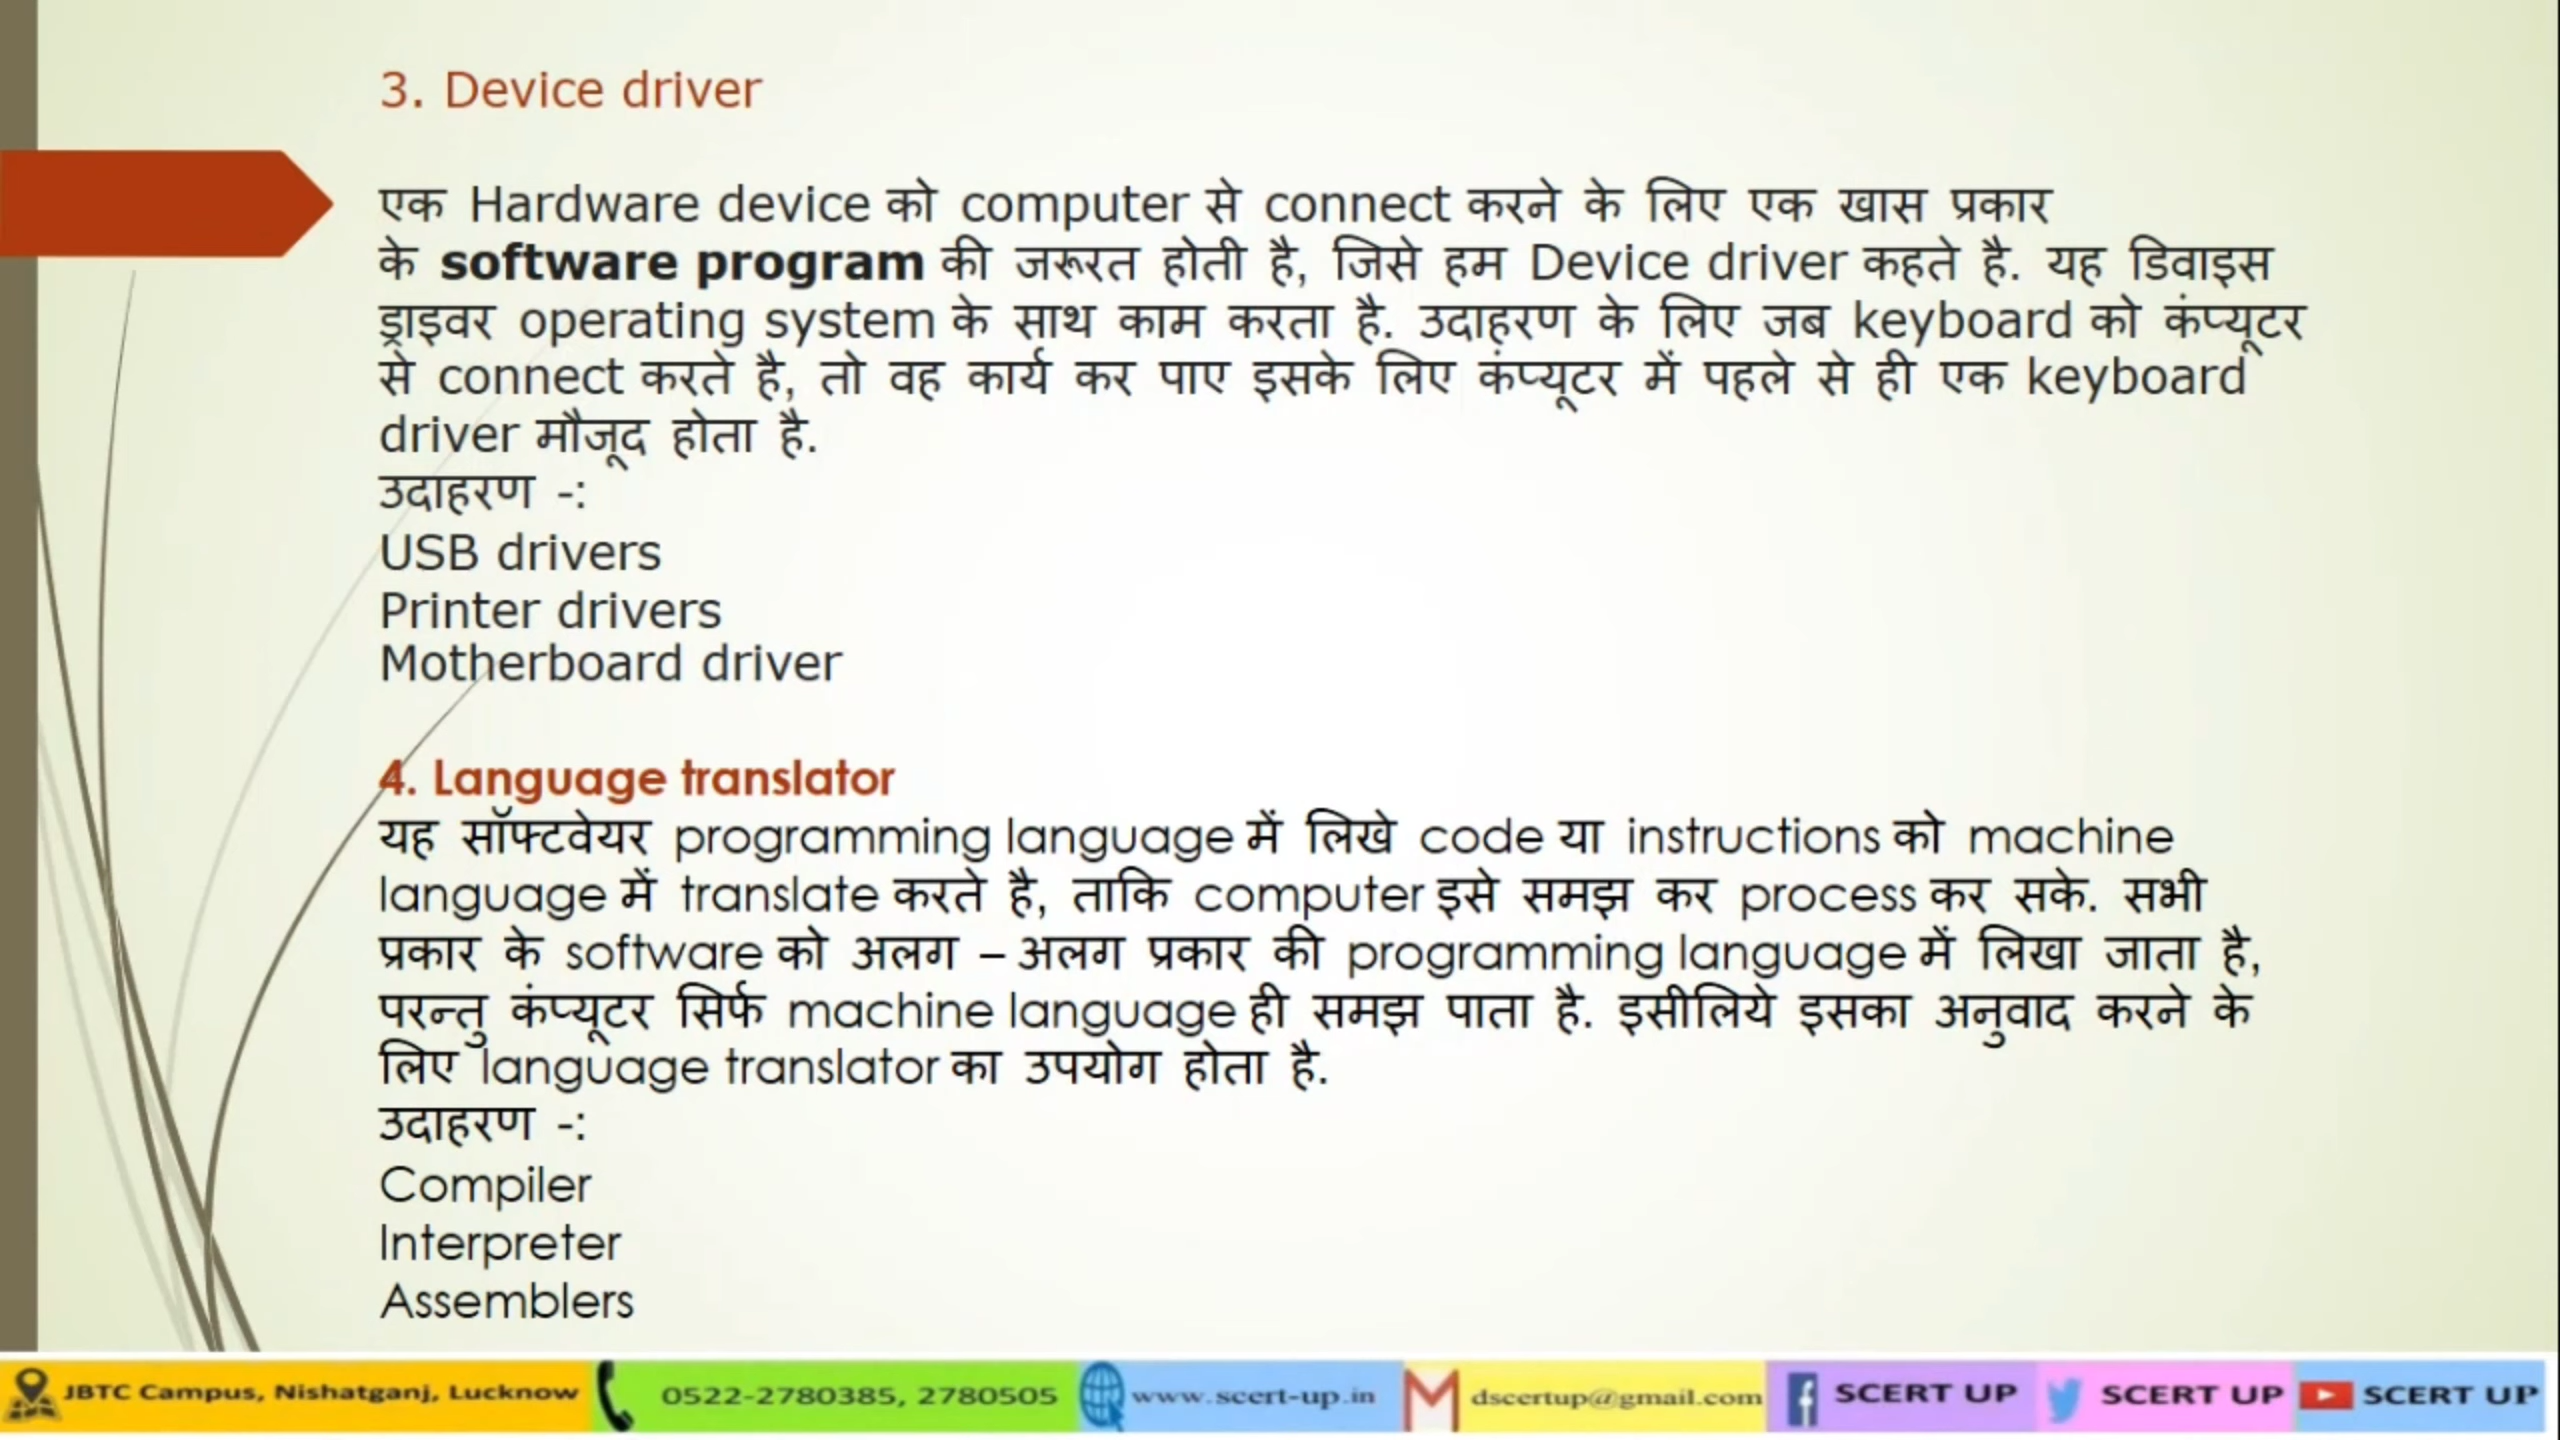 3. Device driver
एक Hardware device को computer से connect करने के लिए एक खास प्रकार
के software program की जरूरत होती है, जिसे हम Device driver कहते है. यह डिवाइस
ड्राइवर operating system के साथ काम करता है. उदाहरण के लिए जब keyboard को कंप्यूटर
से connect करते है, तो वह कार्य कर पाए इसके लिए कंप्यूटर में पहले से ही एक keyboard
driver मौजूद होता है.
उदाहरण -:
USB drivers
Printer drivers
Motherboard driver
4. Language translator
यह सॉफ्टवेयर programming language में लिखे code या instructions को machine
language में translate करते है, ताकि computer इसे समझ कर process कर सके. सभी
प्रकार के software को अलग – अलग प्रकार की programming language में लिखा जाता है,
परन्तु कंप्यूटर सिर्फ machine language ही समझ पाता है. इसीलिये इसका अनुवाद करने के
लिए language translator का उपयोग होता है.
उदाहरण -:
Compiler
Interpreter
Assemblers
JBTC Campus, Nishatganj, Lucknow 0522-2780385, 2780505 www.scert-up.in dscertup@gmail.com SCERT UP SCERT UP SCERT UP